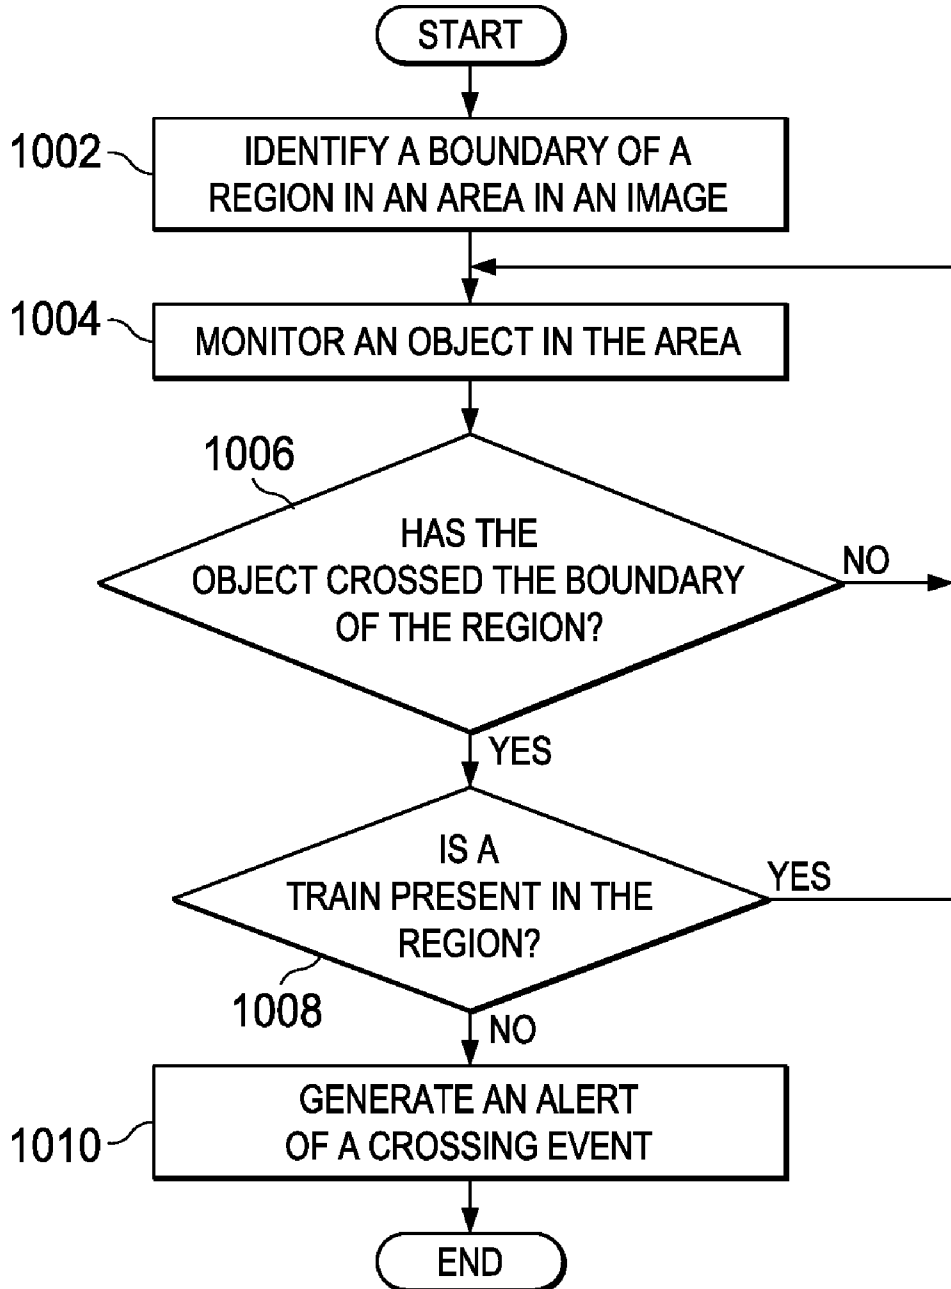 START
1002
IDENTIFY A BOUNDARY OF A
REGION IN AN AREA IN AN IMAGE
1004
MONITOR AN OBJECT IN THE AREA
1006
HAS THE
OBJECT CROSSED THE BOUNDARY
OF THE REGION?
NO
YES
IS A
TRAIN PRESENT IN THE
REGION?
YES
1008
NO
GENERATE AN ALERT
OF A CROSSING EVENT
1010
END